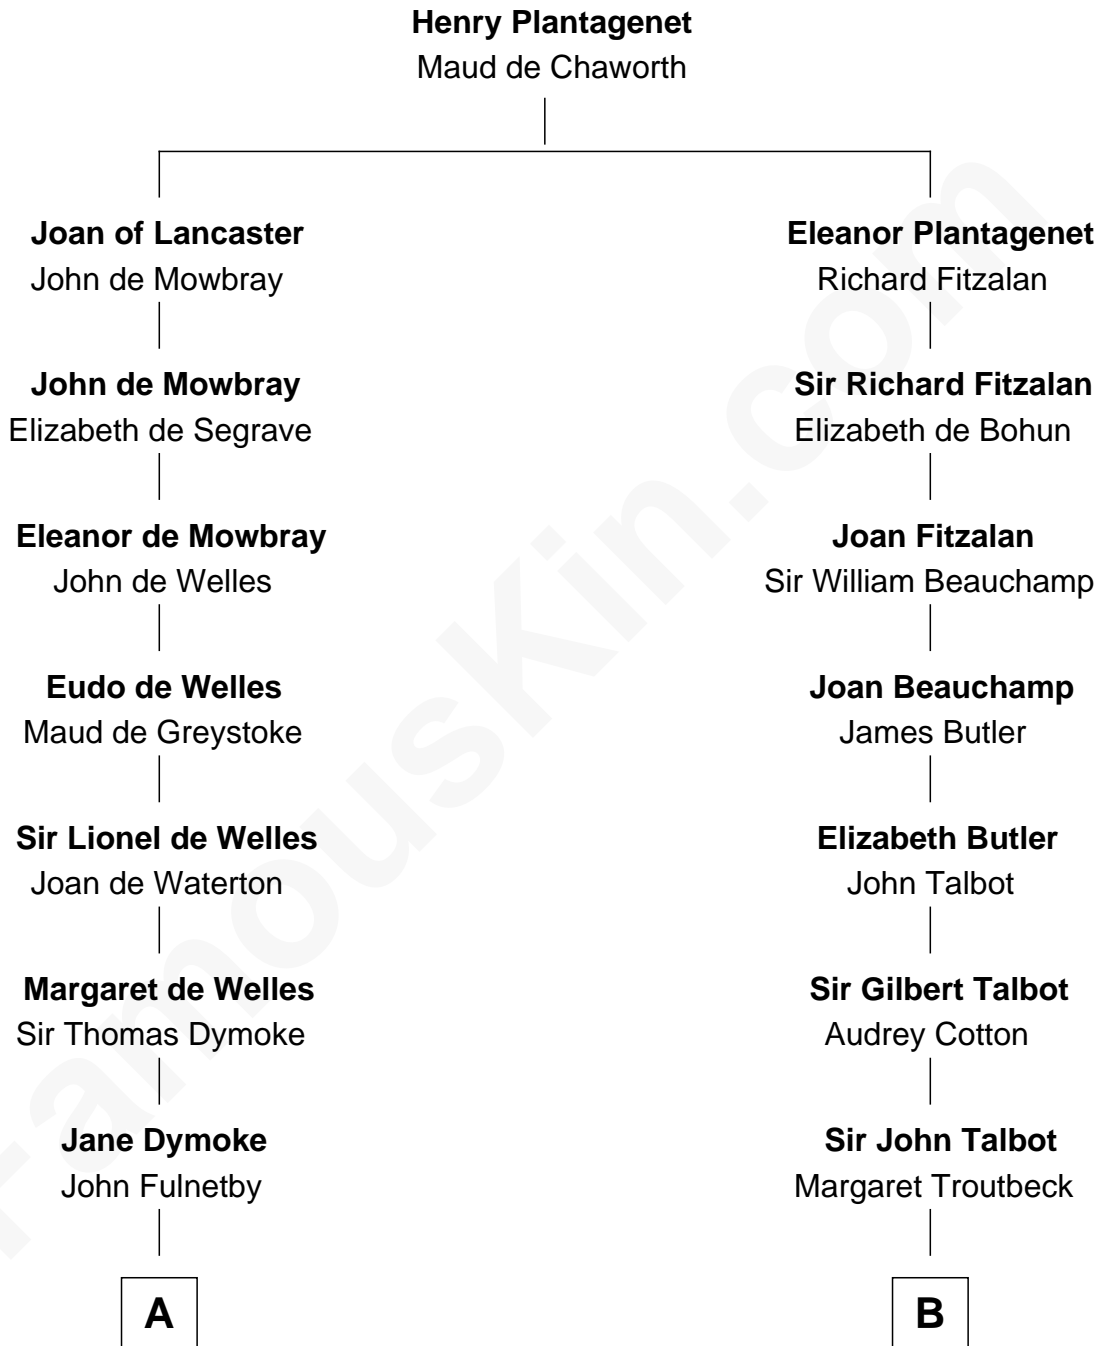 Henry Plantagenet
Maud de Chaworth
Joan of Lancaster
John de Mowbray
Eleanor Plantagenet
Richard Fitzalan
John de Mowbray
Elizabeth de Segrave
Sir Richard Fitzalan
Elizabeth de Bohun
Eleanor de Mowbray
John de Welles
Joan Fitzalan
Sir William Beauchamp
Eudo de Welles
Maud de Greystoke
Joan Beauchamp
James Butler
Sir Lionel de Welles
Joan de Waterton
Elizabeth Butler
John Talbot
Margaret de Welles
Sir Thomas Dymoke
Sir Gilbert Talbot
Audrey Cotton
Jane Dymoke
John Fulnetby
Sir John Talbot
Margaret Troutbeck
A
B
FamousKin.com